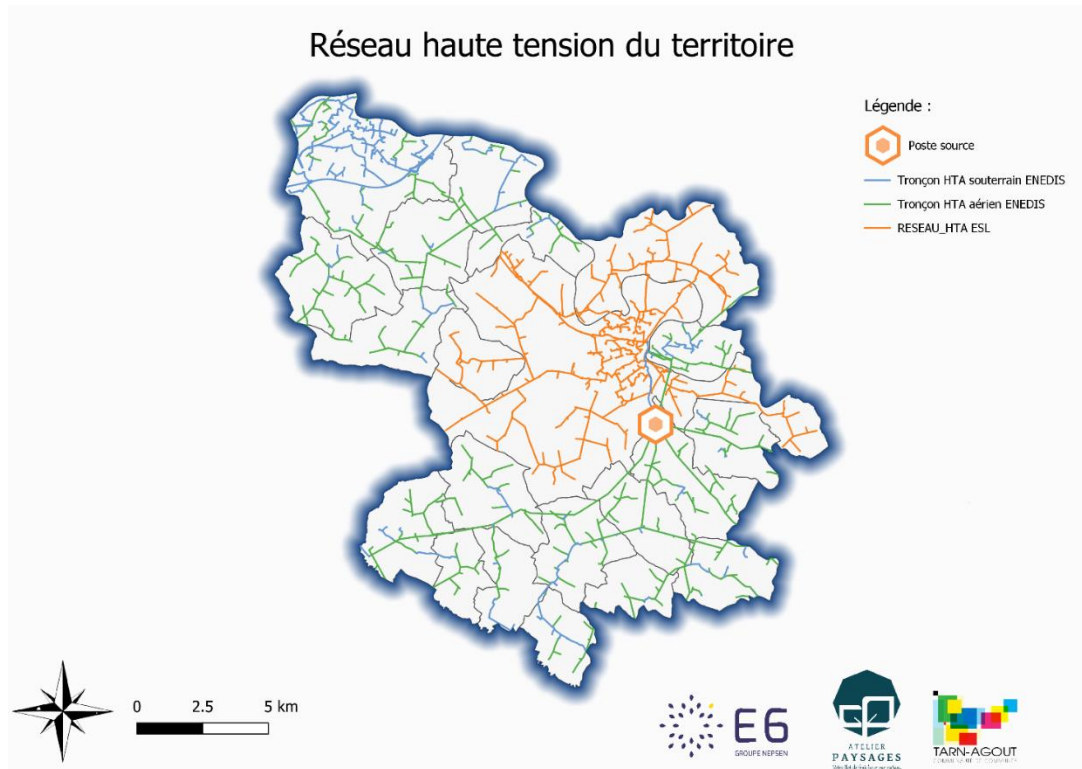 Réseau haute tension du territoire
Légende :
Poste source
Tronçon HTA souterrain ENEDIS
Tronçon HTA aérien ENEDIS
RESEAU_HTA ESL
0 2.5 5 km
E6
GROUPE NEPSEN
ATELIER
PAYSAGES
TARN-AGOUT